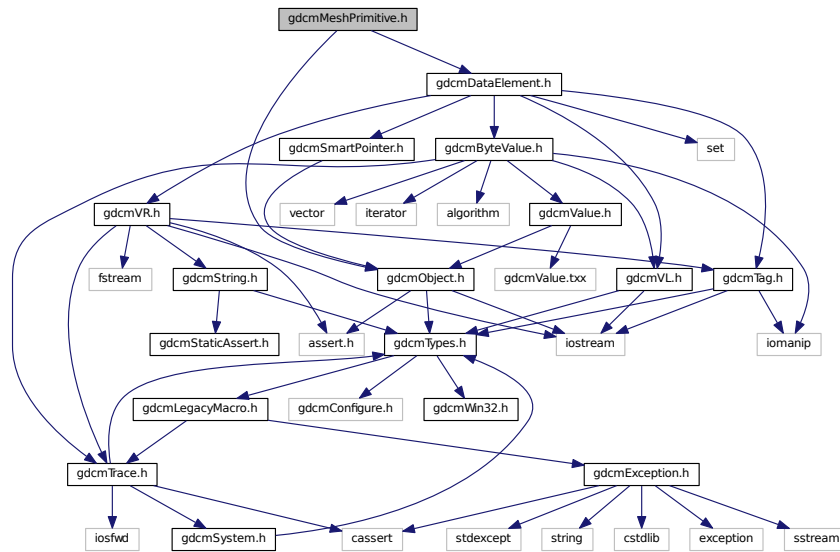 gdcmMeshPrimitive.h
gdcmDataElement.h
gdcmSmartPointer.h
gdcmByteValue.h
set
vector
iterator
algorithm
gdcmValue.h
gdcmVR.h
fstream
gdcmString.h
gdcmObject.h
gdcmValue.txx
gdcmVL.h
gdcmTag.h
gdcmStaticAssert.h
assert.h
gdcmTypes.h
iostream
iomanip
gdcmLegacyMacro.h
gdcmConfigure.h
gdcmWin32.h
gdcmTrace.h
gdcmException.h
iosfwd
gdcmSystem.h
cassert
stdexcept
string
cstdlib
exception
sstream